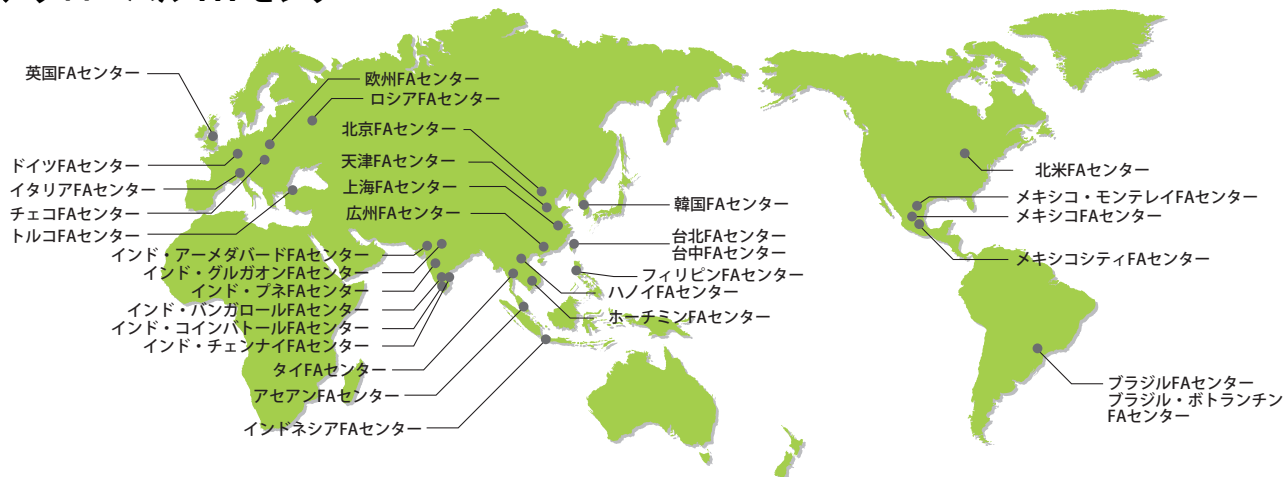 英国FAセンター
欧州FAセンター
ロシアFAセンター
北京FAセンター
天津FAセンター
上海FAセンター
広州FAセンター
ドイツFAセンター
イタリアFAセンター
チェコFAセンター
トルコFAセンター
インド・アーメダバードFAセンター
インド・グルガオンFAセンター
インド・プネFAセンター
インド・バンガロールFAセンター
インド・コインバトールFAセンター
インド・チェンナイFAセンター
タイFAセンター
アセアンFAセンター
インドネシアFAセンター
韓国FAセンター
台北FAセンター
台中FAセンター
フィリピンFAセンター
ハノイFAセンター
ホーチミンFAセンター
北米FAセンター
メキシコ・モンテレイFAセンター
メキシコFAセンター
メキシコシティFAセンター
ブラジルFAセンター
ブラジル・ボトランチン
FAセンター